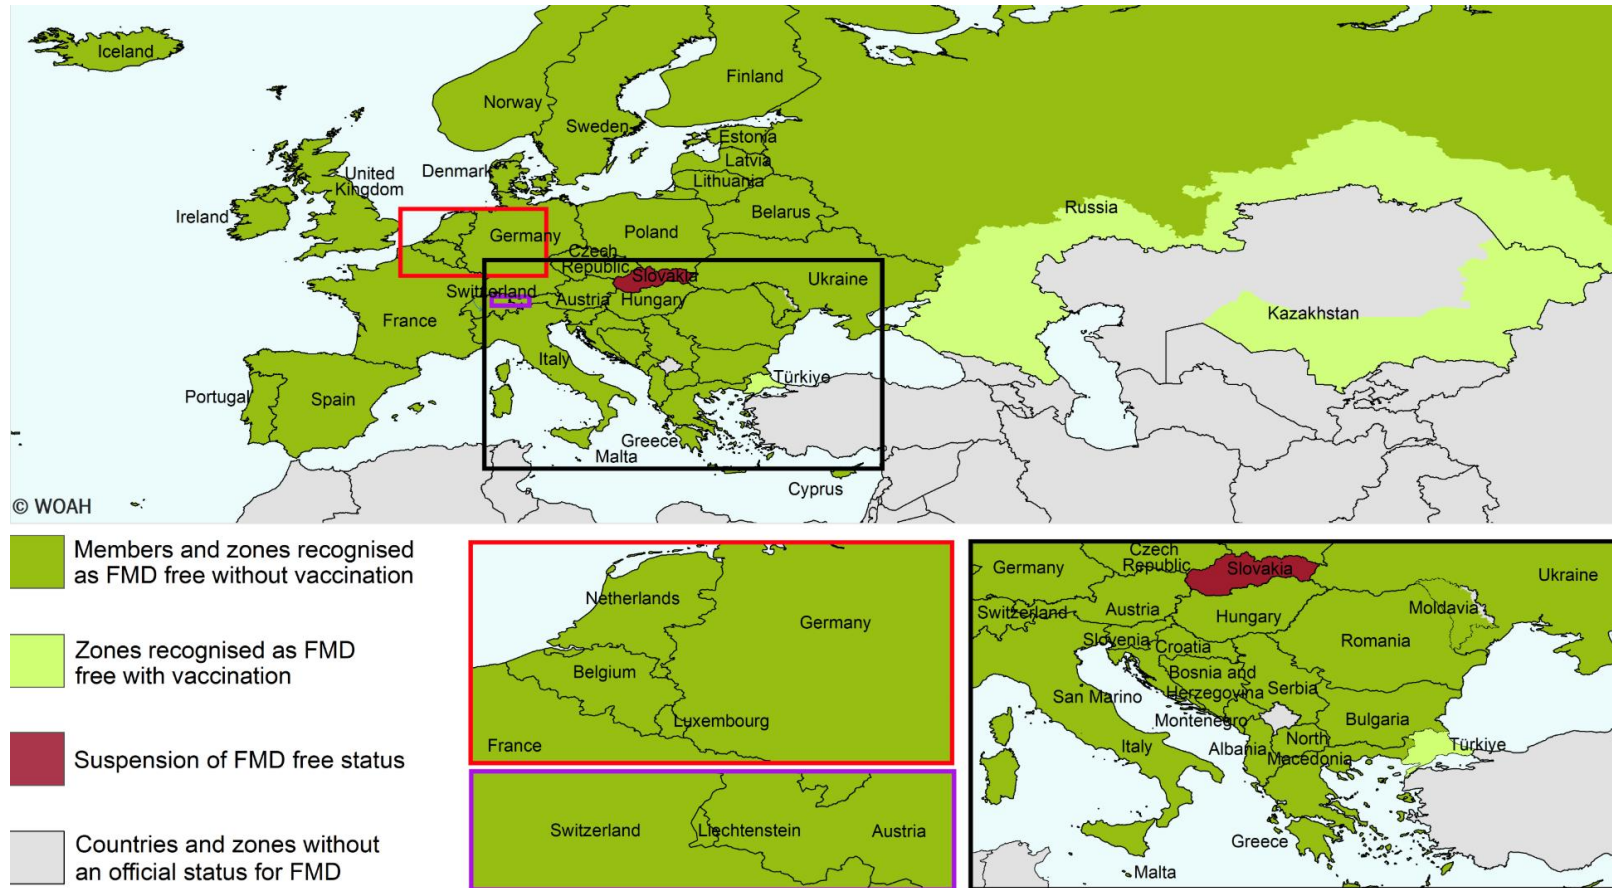 Iceland
Finland
Norway
Sweden
Estonia
Latvia
Lithuania
Denmark
United
Kingdom
Ireland
Belarus
Russia
Germany
Poland
Czech
Republic
Slovakia
Ukraine
Switzerland
Austria
Hungary
France
Kazakhstan
Italy
Türkiye
Portugal
Spain
Greece
Malta
Cyprus
© WOAH
Members and zones recognised
as FMD free without vaccination
Zones recognised as FMD
free with vaccination
Suspension of FMD free status
Countries and zones without
an official status for FMD
Netherlands
Germany
Belgium
Luxembourg
France
Switzerland
Liechtenstein
Austria
Czech
Republic
Germany
Slovakia
Ukraine
Switzerland
Austria
Hungary
Moldavia
Slovenia
Croatia
Romania
Bosnia and
Herzegovina
San Marino
Serbia
Montenegro
Bulgaria
Italy
Albania
North
Macedonia
Türkiye
Greece
Malta